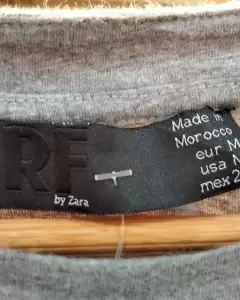 RF
by Zara
Made in
Morocco
eur M
usa M
mex 2